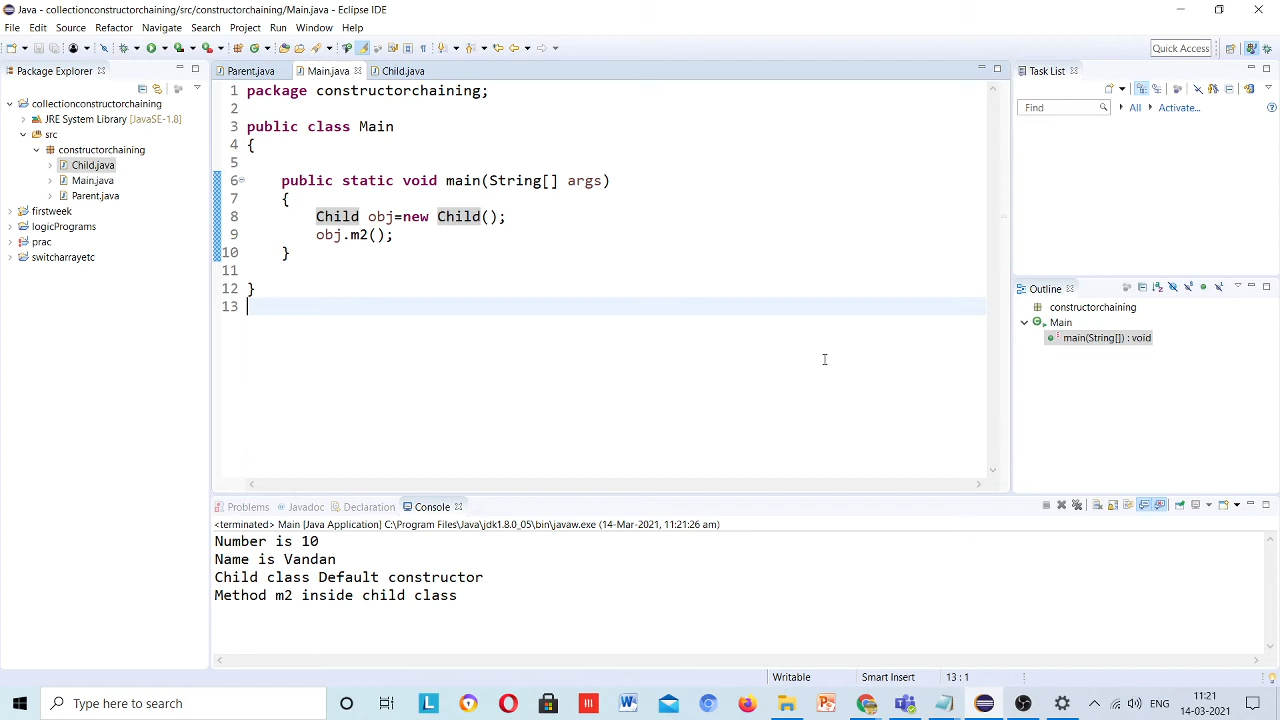 Java - collectionconstructorchaining/src/constructorchaining/Main.java - Eclipse IDE
File Edit Source Refactor Navigate Search Project Run Window Help
Quick Access
Package Explorer
collectionconstructorchaining
JRE System Library [JavaSE-1.8]
src
constructorchaining
Child.java
Main.java
Parent.java
firstweek
logicPrograms
prac
switcharrayetc
Parent.java Main.java Child.java
1 package constructorchaining;
2
3 public class Main
4 {
5
6 public static void main(String[] args)
7 {
8 Child obj=new Child();
9 obj.m2();
10 }
11
12 }
13
Task List
Find All Activate...
Outline
constructorchaining
Main
main(String[]) : void
Problems @ Javadoc Declaration Console
<terminated> Main [Java Application] C:\Program Files\Java\jdk1.8.0_05\bin\javaw.exe (14-Mar-2021, 11:21:26 am)
Number is 10
Name is Vandan
Child class Default constructor
Method m2 inside child class
Writable Smart Insert 13 : 1
Type here to search
L
ENG
11:21
14-03-2021